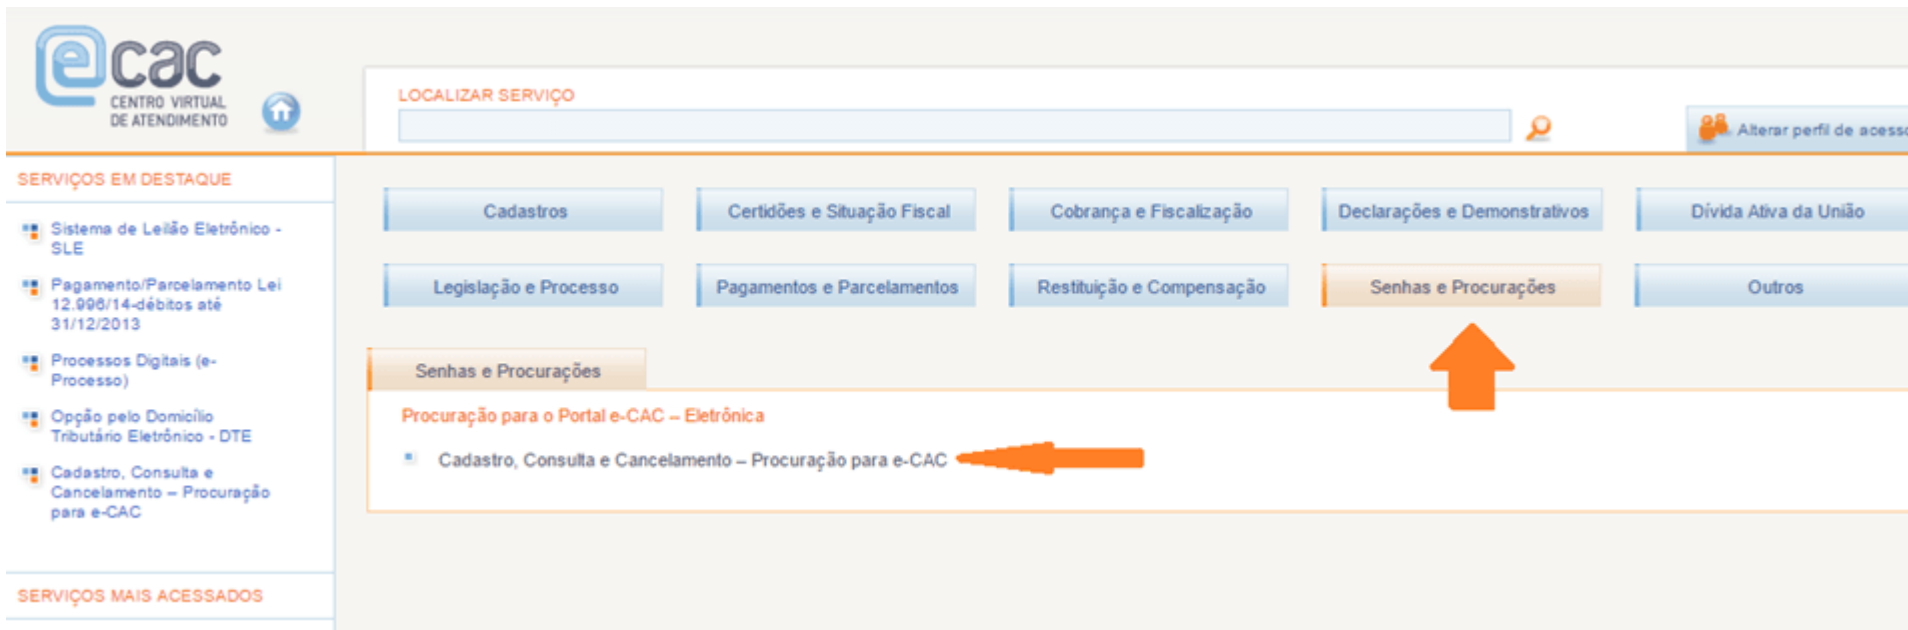 ecac
CENTRO VIRTUAL
DE ATENDIMENTO
LOCALIZAR SERVIÇO
Alterar perfil de acesso
SERVIÇOS EM DESTAQUE
Sistema de Leilão Eletrônico -
SLE
Pagamento/Parcelamento Lei
12.996/14-débitos até
31/12/2013
Processos Digitais (e-
Processo)
Opção pelo Domicílio
Tributário Eletrônico - DTE
Cadastro, Consulta e
Cancelamento – Procuração
para e-CAC
SERVIÇOS MAIS ACESSADOS
Cadastros
Certidões e Situação Fiscal
Cobrança e Fiscalização
Declarações e Demonstrativos
Dívida Ativa da União
Legislação e Processo
Pagamentos e Parcelamentos
Restituição e Compensação
Senhas e Procurações
Outros
Senhas e Procurações
Procuração para o Portal e-CAC – Eletrônica
Cadastro, Consulta e Cancelamento – Procuração para e-CAC